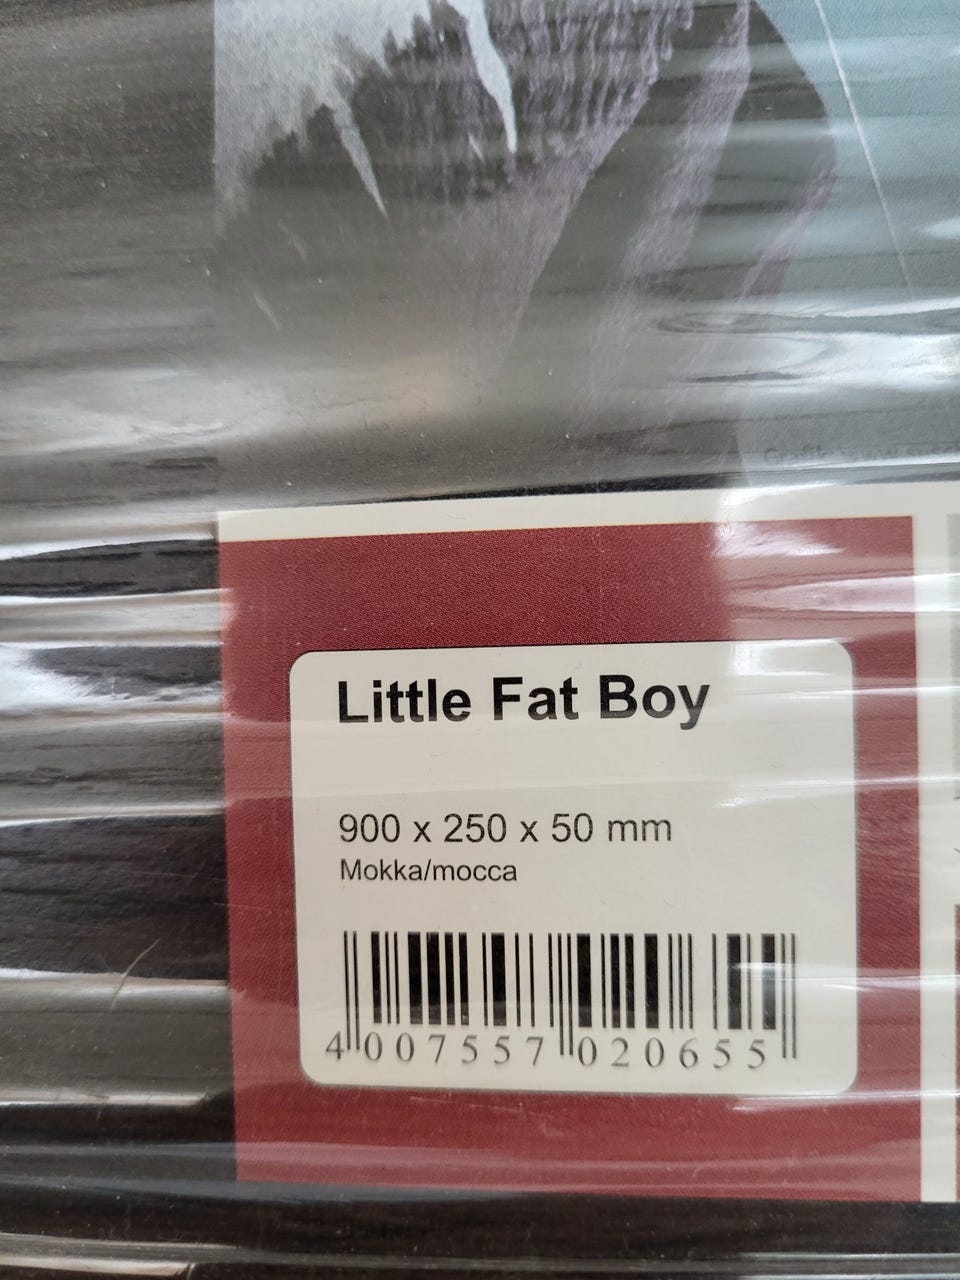 Little Fat Boy
900 x 250 x 50 mm
Mokka/mocca
4 007557 020655